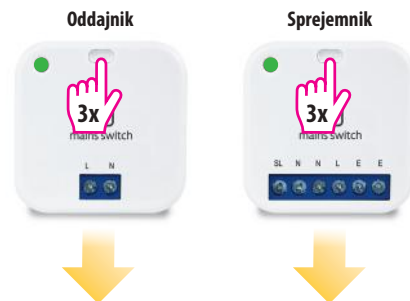 Oddajnik
Sprejemnik
3x
mains switch
L N
3x
mains switch
SL N N L E E